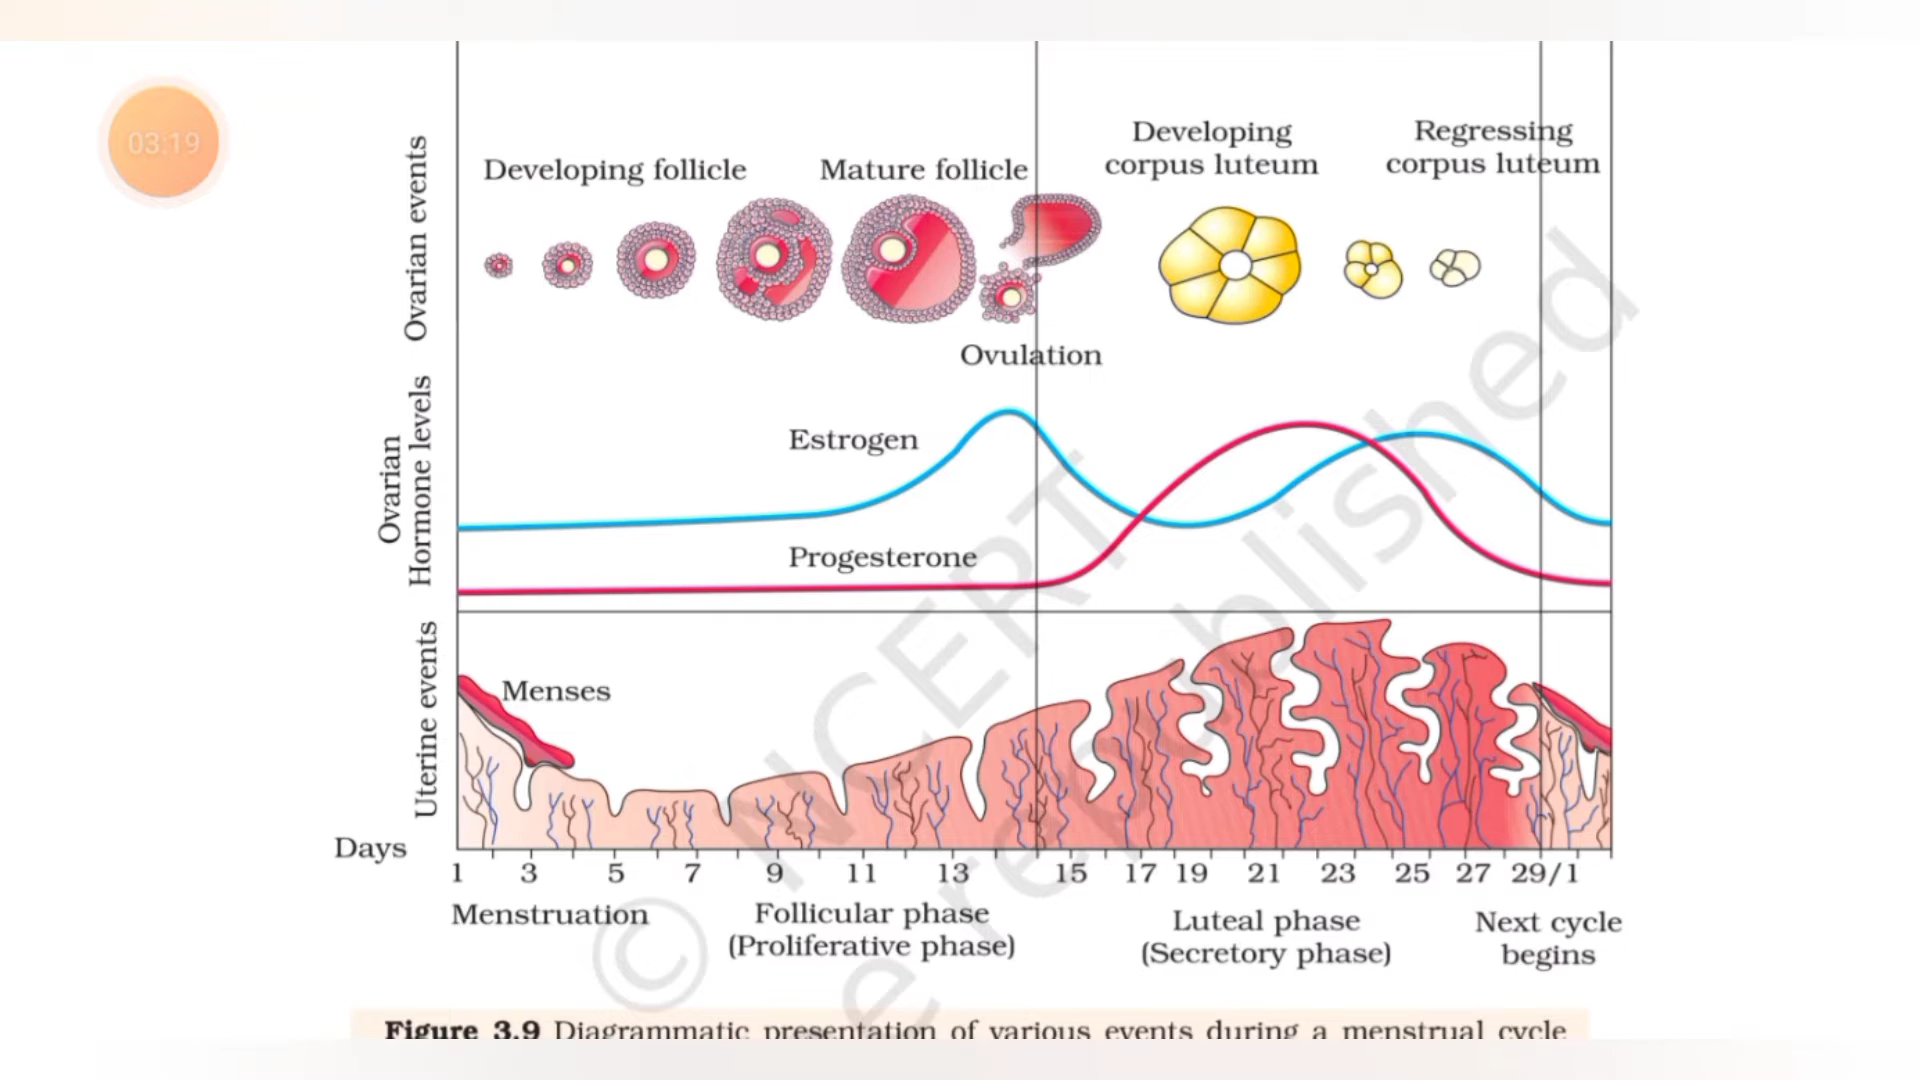 03:19
Ovarian events
Developing follicle
Mature follicle
Developing
corpus luteum
Regressing
corpus luteum
Ovulation
Ovarian
Hormone levels
Estrogen
Progesterone
Uterine events
Menses
Days
1 3 5 7 9 11 13 15 17 19 21 23 25 27 29/1
Menstruation
Follicular phase
(Proliferative phase)
Luteal phase
(Secretory phase)
Next cycle
begins
© NCERT
e republished
Figure 3.9 Diagrammatic presentation of various events during a menstrual cycle